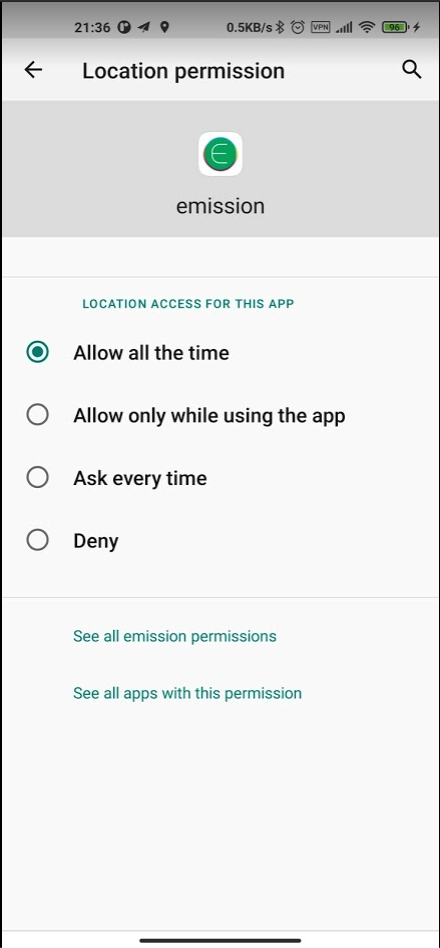 21:36 0.5KB/s VPN 96
Location permission
emission
LOCATION ACCESS FOR THIS APP
Allow all the time
Allow only while using the app
Ask every time
Deny
See all emission permissions
See all apps with this permission